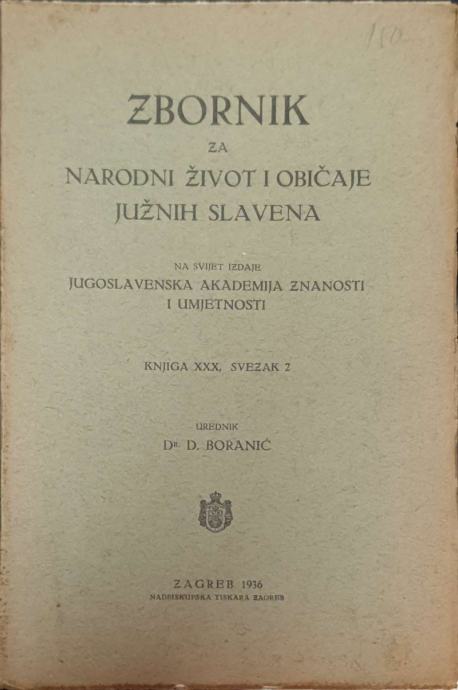 150
ZBORNIK
ZA
NARODNI ŽIVOT I OBIČAJE
JUŽNIH SLAVENA
NA SVIJET IZDAJE
JUGOSLAVENSKA AKADEMIJA ZNANOSTI
I UMJETNOSTI
KNJIGA XXX, SVEZAK 2
UREDNIK
DR. D. BORANIĆ
ZAGREB 1936
NADBISKUPSKA TISKARA ZAGREB